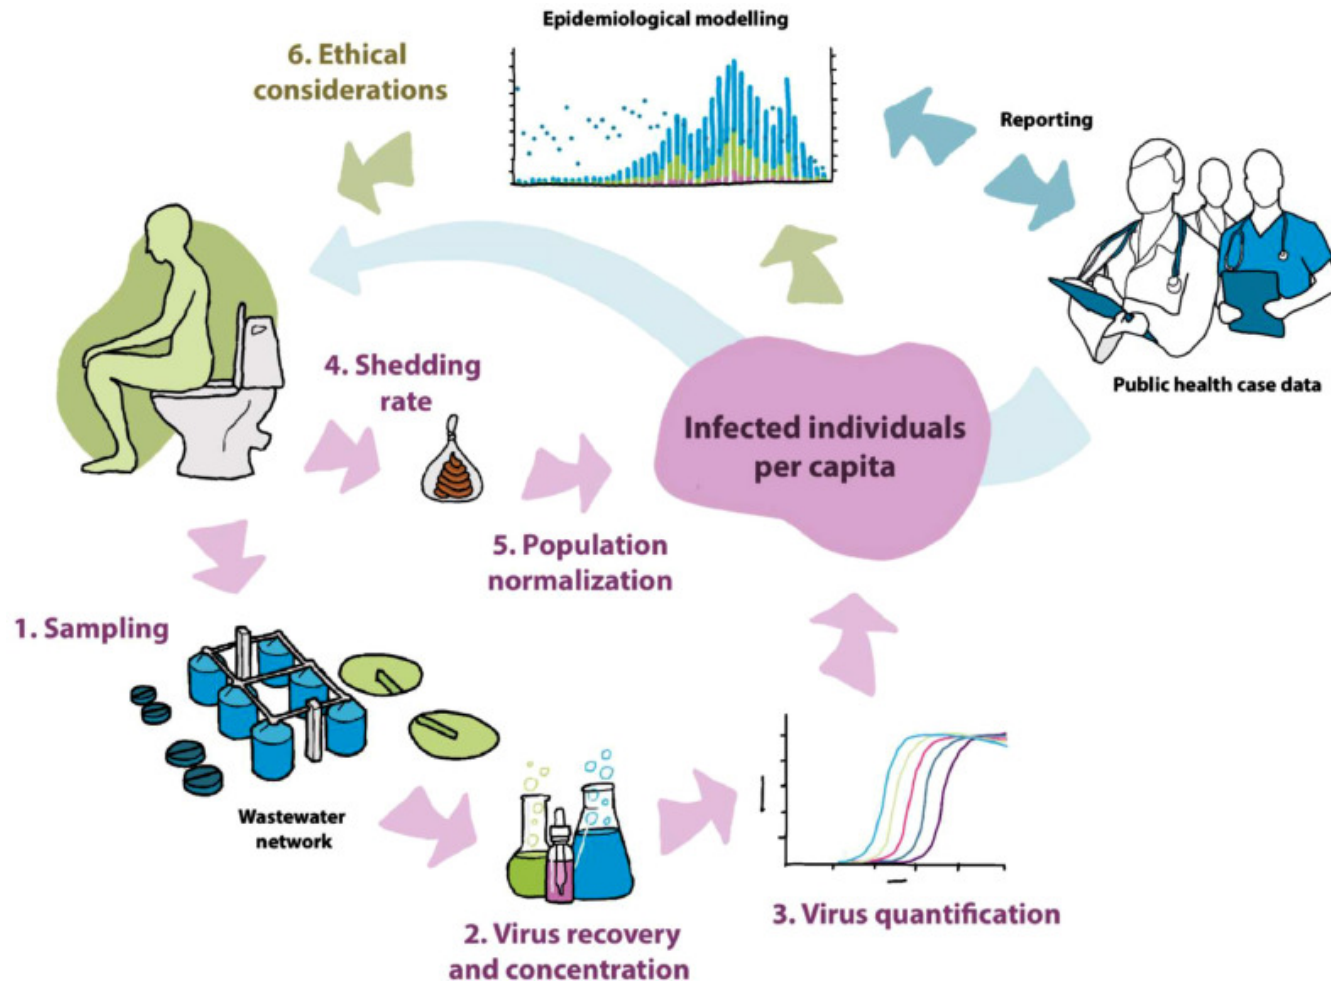 Epidemiological modelling
6. Ethical
considerations
Reporting
Public health case data
4. Shedding
rate
Infected individuals
per capita
5. Population
normalization
1. Sampling
Wastewater
network
2. Virus recovery
and concentration
3. Virus quantification